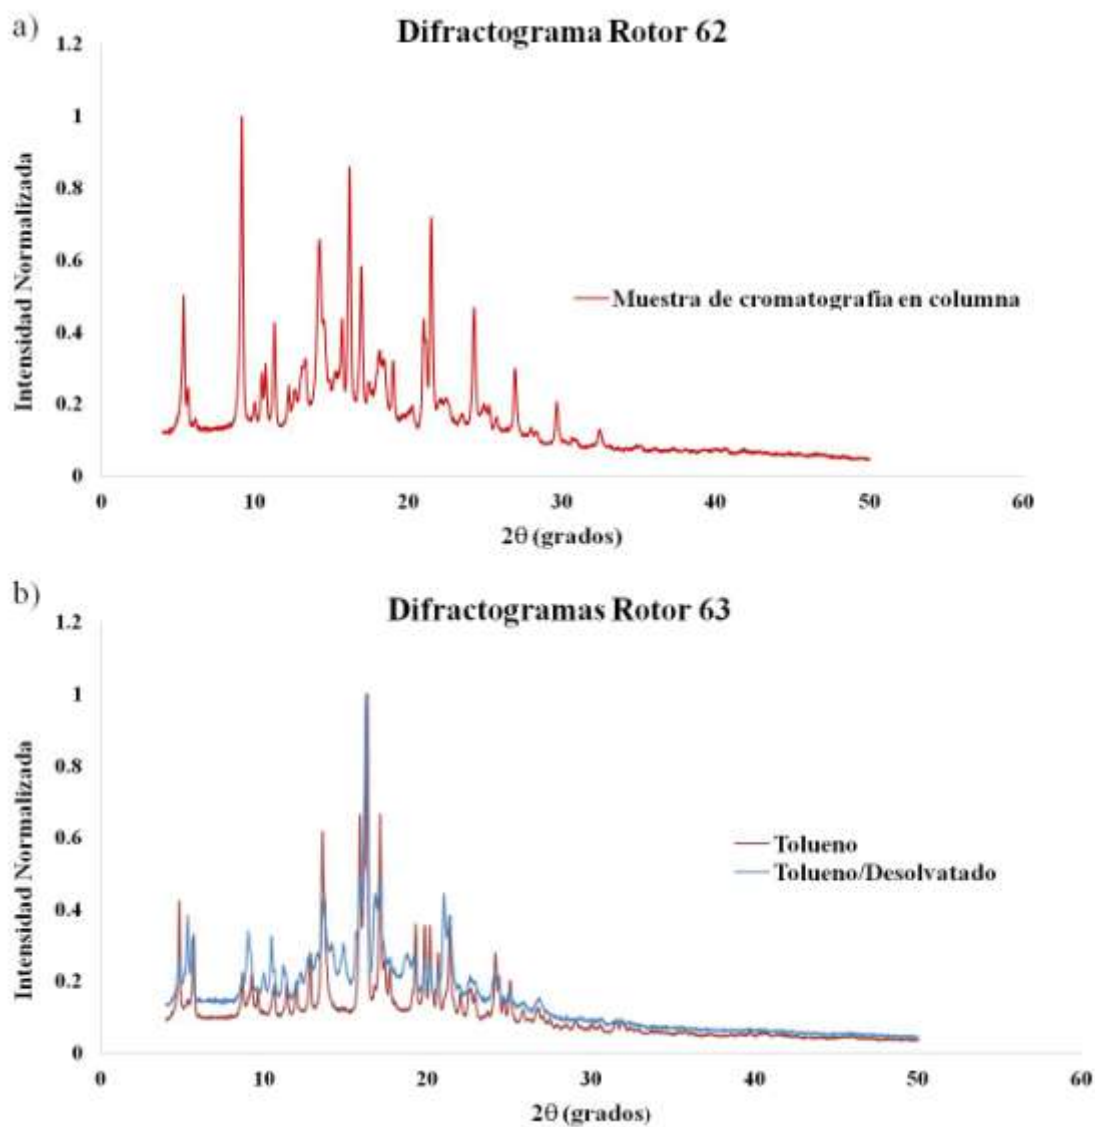 a)
Difractograma Rotor 62
1.2
1
0.8
0.6
0.4
0.2
0
Intensidad Normalizada
Muestra de cromatografía en columna
0 10 20 30 40 50 60
2θ (grados)
b)
Difractogramas Rotor 63
1.2
1
0.8
0.6
0.4
0.2
0
Intensidad Normalizada
Tolueno
Tolueno/Desolvatado
0 10 20 30 40 50 60
2θ (grados)